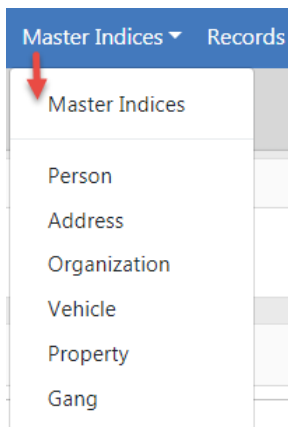 Master Indices Records
Master Indices
Person
Address
Organization
Vehicle
Property
Gang